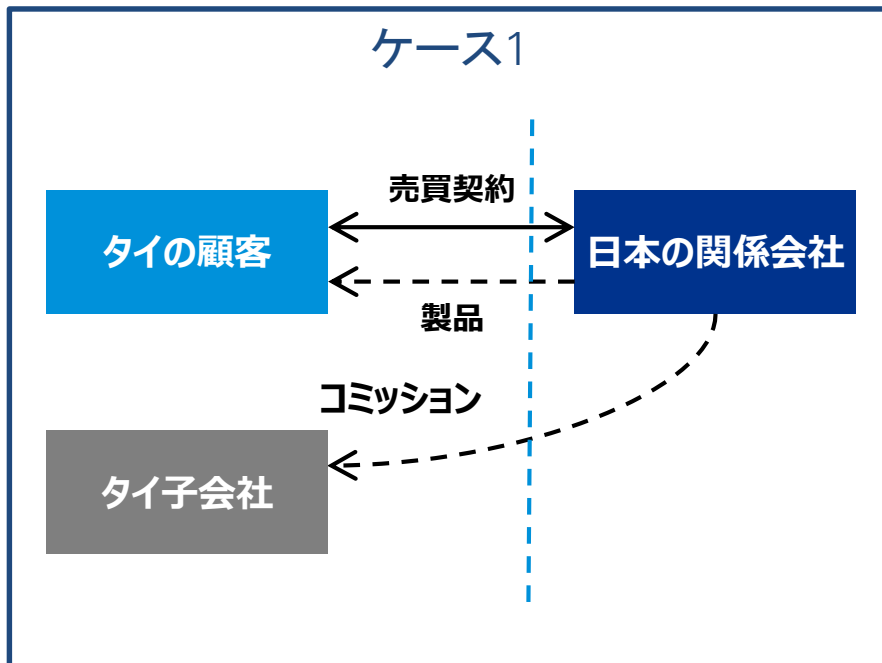 ケース1
売買契約
タイの顧客
日本の関係会社
製品
コミッション
タイ子会社